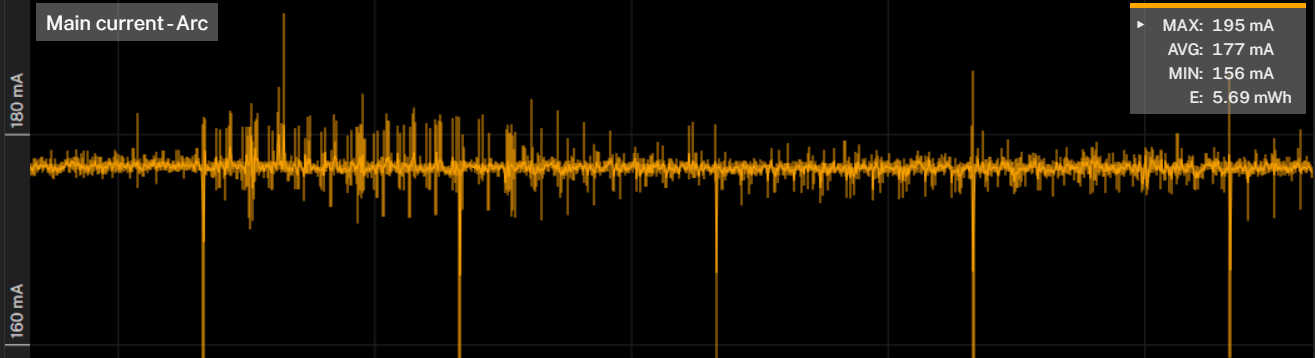 Main current - Arc
▸ MAX: 195 mA
AVG: 177 mA
MIN: 156 mA
E: 5.69 mWh
180 mA
160 mA